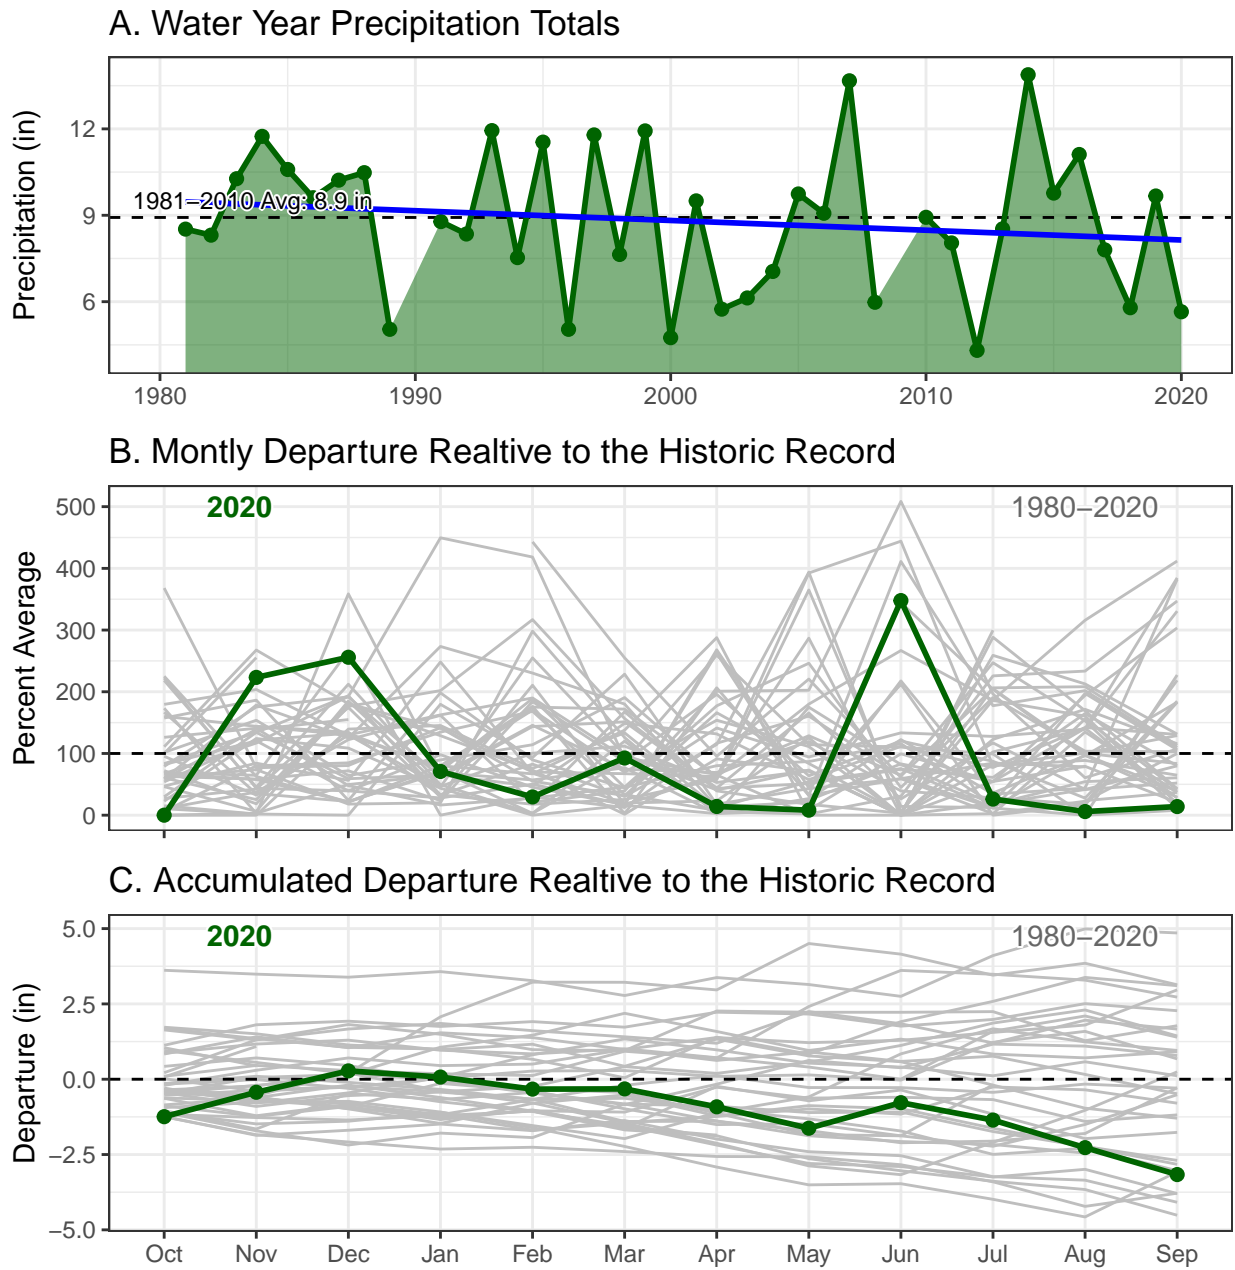 A. Water Year Precipitation Totals
Precipitation (in)
12
9
6
1981−2010 Avg: 8.9 in
1980
1990
2000
2010
2020
B. Montly Departure Realtive to the Historic Record
Percent Average
500
400
300
200
100
0
2020
1980−2020
C. Accumulated Departure Realtive to the Historic Record
Departure (in)
5.0
2.5
0.0
−2.5
−5.0
2020
1980−2020
Oct
Nov
Dec
Jan
Feb
Mar
Apr
May
Jun
Jul
Aug
Sep